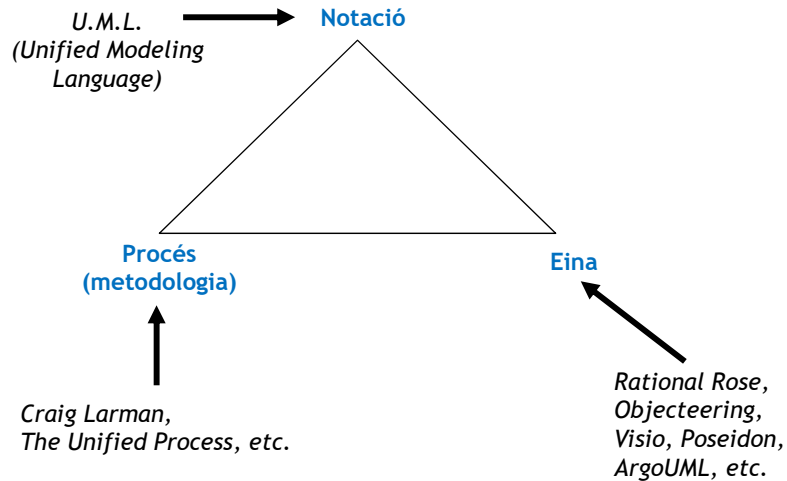 U.M.L.
(Unified Modeling
Language)
Notació
Procés
(metodologia)
Eina
Craig Larman,
The Unified Process, etc.
Rational Rose,
Objecteering,
Visio, Poseidon,
ArgoUML, etc.